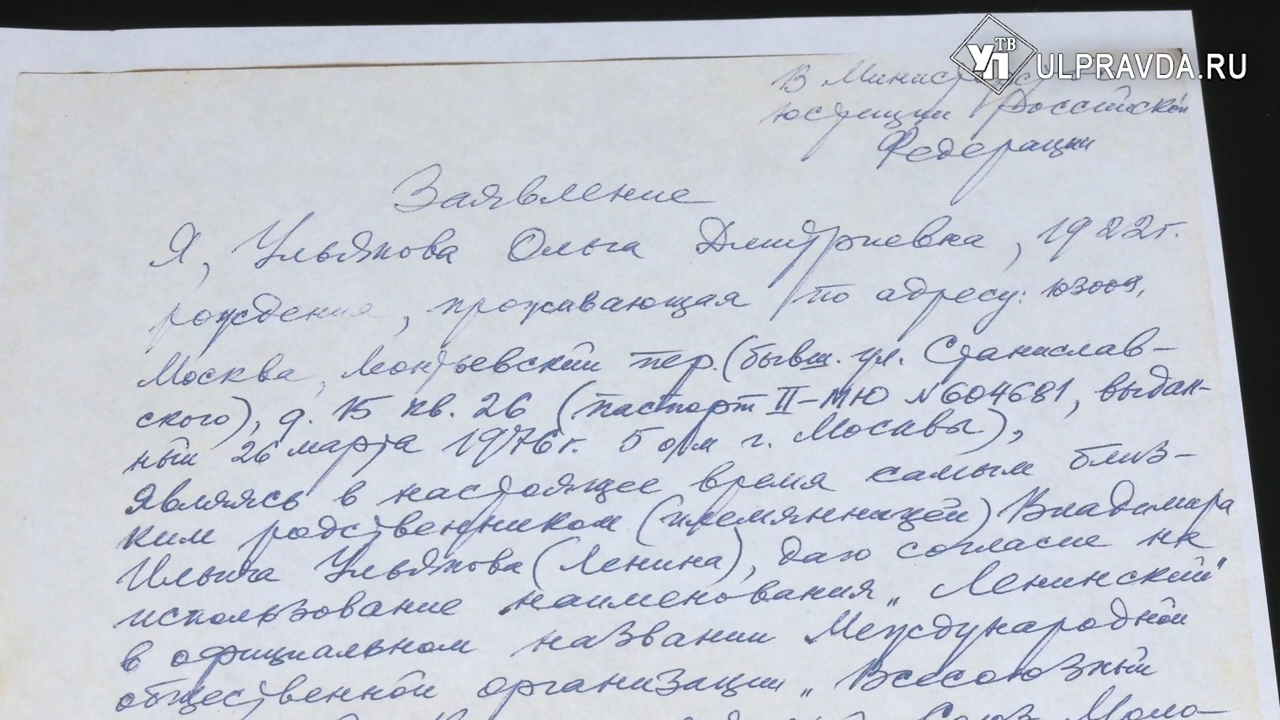 УП ТВ ULPRAVDA.RU
В Министерство
юстиции Российской
Федерации
Заявление
Я, Ульянова Ольга Дмитриевна, 1922 г.
рождения, проживающая по адресу: 103009,
Москва, Леонтьевский пер. (бывш. ул. Станислав-
ского), д. 15 кв. 26 (паспорт II-МЮ №604681, выдан-
ный 26 марта 1976 г. 5 о/м г. Москвы),
являясь в настоящее время самым близ-
ким родственником (племянницей) Владимира
Ильича Ульянова (Ленина), даю согласие на
использование наименования „Ленинский"
в официальном названии Международной
общественной организации „Всесоюзный
Союз Моло-